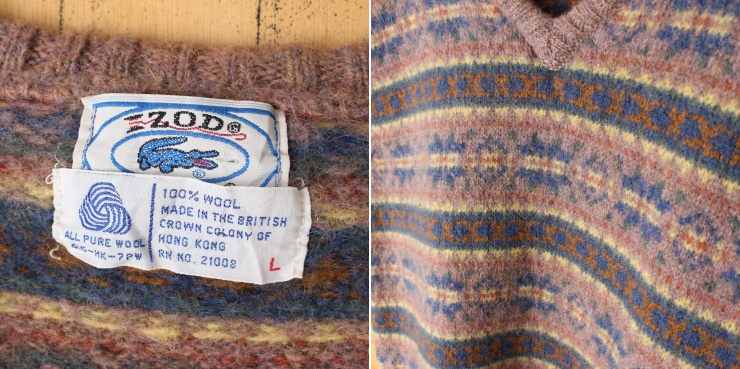 IZOD®
®
100% WOOL
MADE IN THE BRITISH
CROWN COLONY OF
HONG KONG
RN NO. 21008
L
ALL PURE WOOL